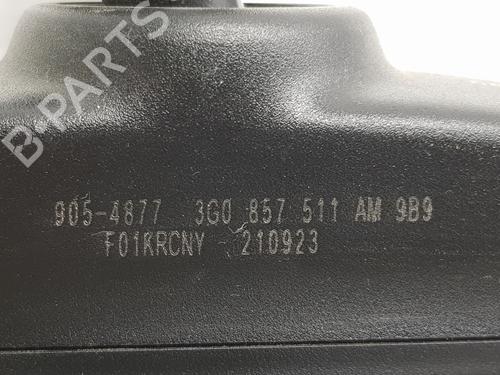 B-PARTS
905-4877 3G0 857 511 AM 9B9
F01KRCNY 210923